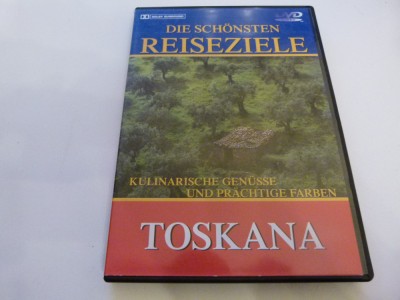 DIE SCHÖNSTEN
REISEZIELE
KULINARISCHE GENÜSSE
UND PRÄCHTIGE FARBEN
TOSKANA